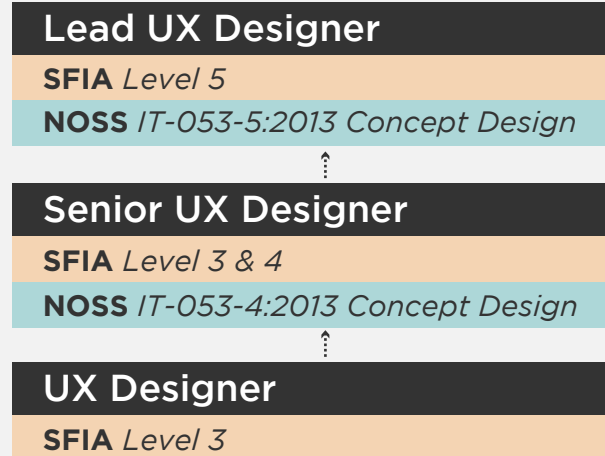 Lead UX Designer
SFIA Level 5
NOSS IT-053-5:2013 Concept Design
Senior UX Designer
SFIA Level 3 & 4
NOSS IT-053-4:2013 Concept Design
UX Designer
SFIA Level 3